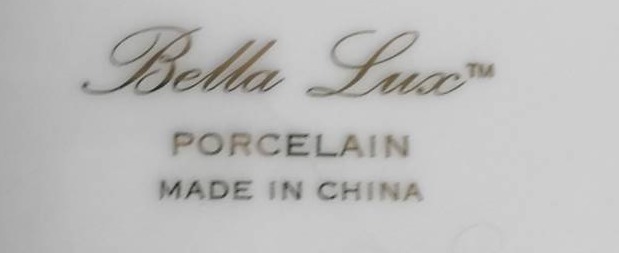 Bella Lux™
PORCELAIN
MADE IN CHINA